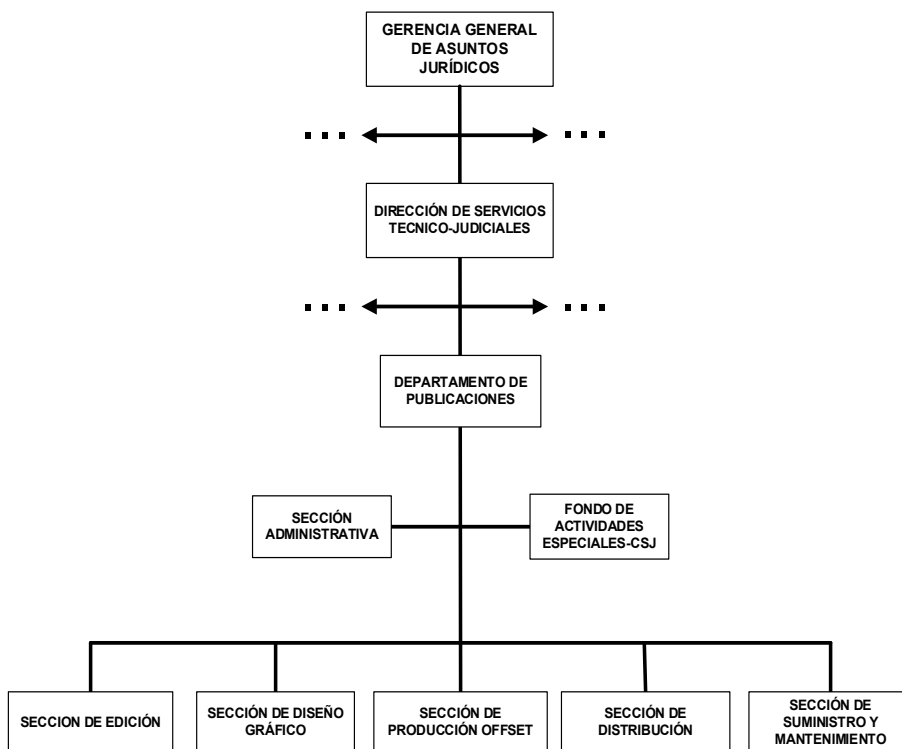 GERENCIA GENERAL
DE ASUNTOS
JURÍDICOS
DIRECCIÓN DE SERVICIOS
TECNICO-JUDICIALES
DEPARTAMENTO DE
PUBLICACIONES
SECCIÓN
ADMINISTRATIVA
FONDO DE
ACTIVIDADES
ESPECIALES-CSJ
SECCION DE EDICIÓN
SECCIÓN DE DISEÑO
GRÁFICO
SECCIÓN DE
PRODUCCIÓN OFFSET
SECCIÓN DE
DISTRIBUCIÓN
SECCIÓN DE
SUMINISTRO Y
MANTENIMIENTO